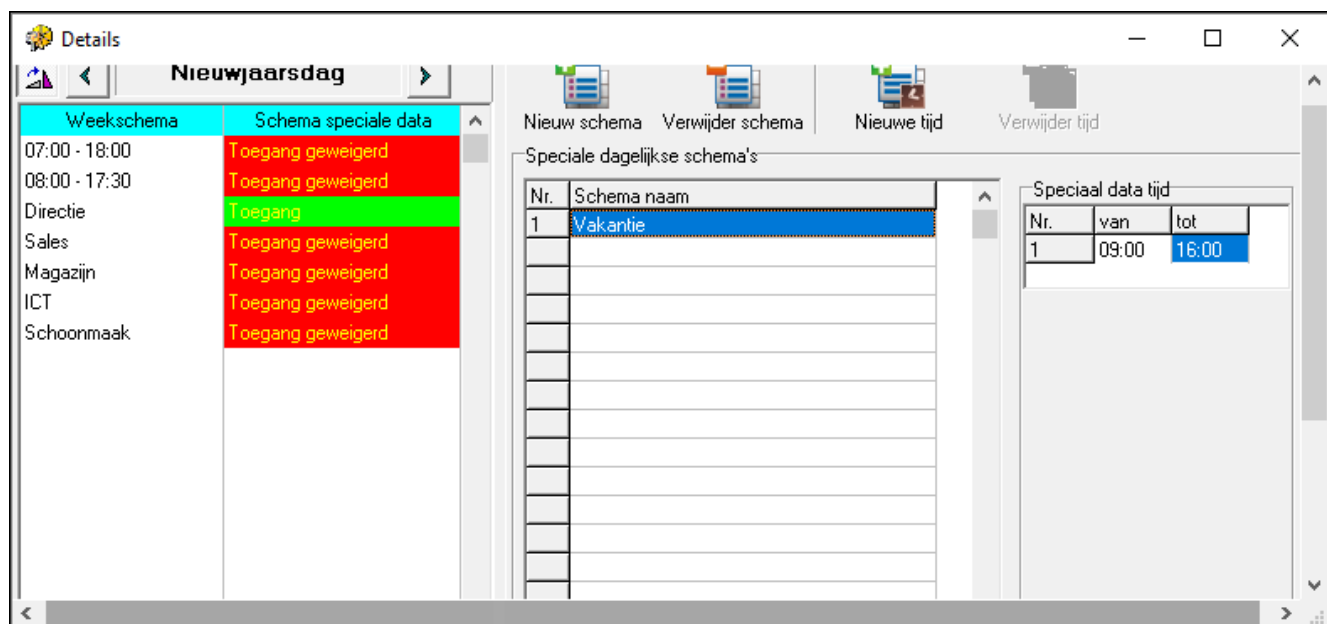 Details
Nieuwjaarsdag
Weekschema Schema speciale data
07:00 - 18:00 Toegang geweigerd
08:00 - 17:30 Toegang geweigerd
Directie Toegang
Sales Toegang geweigerd
Magazijn Toegang geweigerd
ICT Toegang geweigerd
Schoonmaak Toegang geweigerd
Nieuw schema Verwijder schema Nieuwe tijd Verwijder tijd
Speciale dagelijkse schema's
Nr. Schema naam
1 Vakantie
Speciaal data tijd
Nr. van tot
1 09:00 16:00